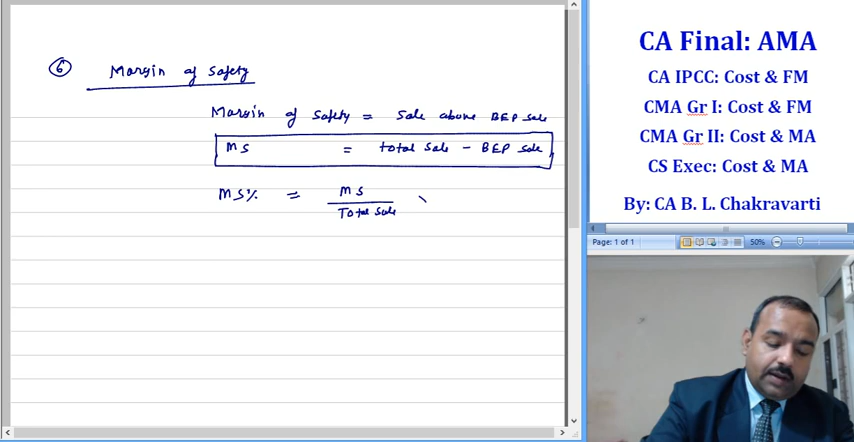 6 Margin of Safety
Margin of Safety = Sale above BEP sale
MS = total sale - BEP sale
MS% = MS
Total Sale
CA Final: AMA
CA IPCC: Cost & FM
CMA Gr I: Cost & FM
CMA Gr II: Cost & MA
CS Exec: Cost & MA
By: CA B. L. Chakravarti
Page: 1 of 1 50%